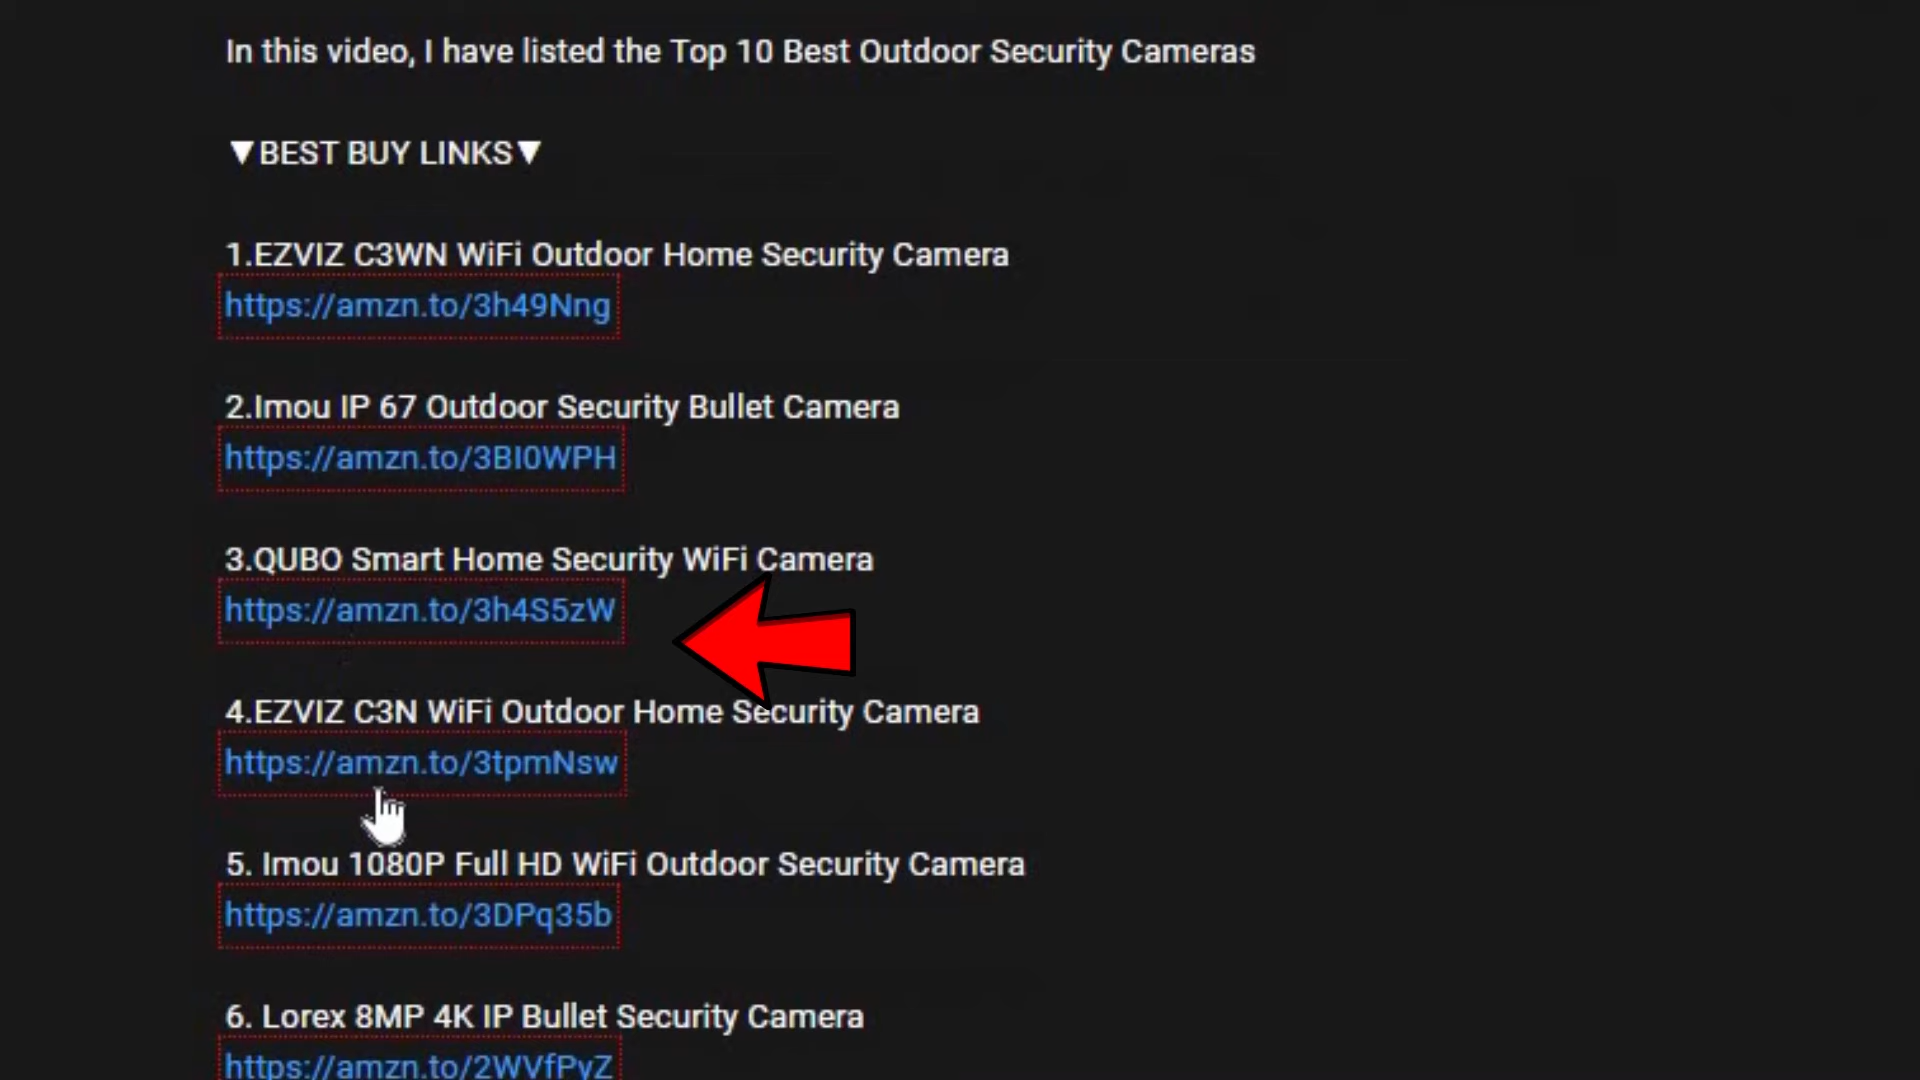 In this video, I have listed the Top 10 Best Outdoor Security Cameras
▼BEST BUY LINKS▼
1.EZVIZ C3WN WiFi Outdoor Home Security Camera
https://amzn.to/3h49Nng
2.Imou IP 67 Outdoor Security Bullet Camera
https://amzn.to/3BI0WPH
3.QUBO Smart Home Security WiFi Camera
https://amzn.to/3h4S5zW
4.EZVIZ C3N WiFi Outdoor Home Security Camera
https://amzn.to/3tpmNsw
5. Imou 1080P Full HD WiFi Outdoor Security Camera
https://amzn.to/3DPq35b
6. Lorex 8MP 4K IP Bullet Security Camera
https://amzn.to/2WVfPyZ